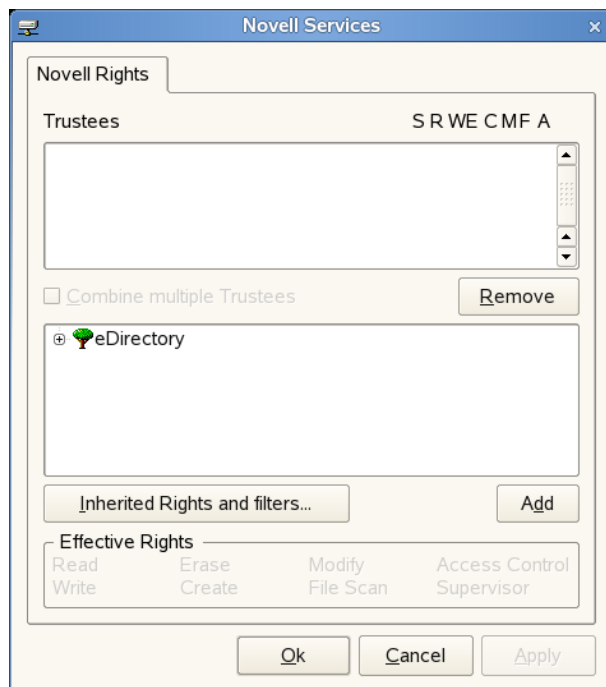 Novell Services
Novell Rights
Trustees S R WE C MF A
Combine multiple Trustees
Remove
eDirectory
Inherited Rights and filters...
Add
Effective Rights
Read Erase Modify Access Control
Write Create File Scan Supervisor
Ok Cancel Apply